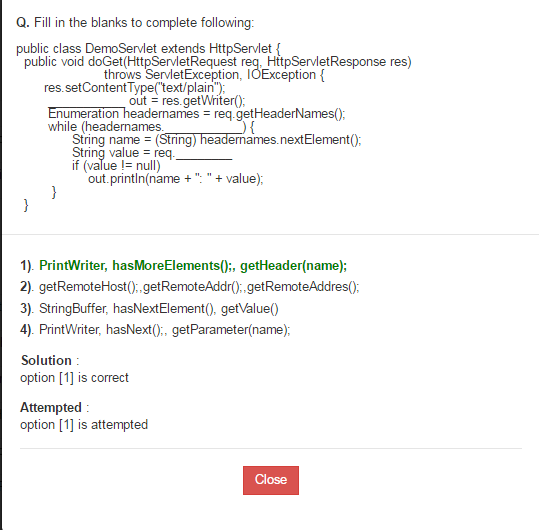 Q. Fill in the blanks to complete following:
public class DemoServlet extends HttpServlet {
public void doGet(HttpServletRequest req, HttpServletResponse res)
throws ServletException, IOException {
res.setContentType("text/plain");
____________ out = res.getWriter();
Enumeration headernames = req.getHeaderNames();
while (headernames.____________) {
String name = (String) headernames.nextElement();
String value = req.________
if (value != null)
out.println(name + ": " + value);
}
}
1). PrintWriter, hasMoreElements();, getHeader(name);
2). getRemoteHost();,getRemoteAddr();,getRemoteAddres();
3). StringBuffer, hasNextElement(), getValue()
4). PrintWriter, hasNext();, getParameter(name);
Solution :
option [1] is correct
Attempted :
option [1] is attempted
Close